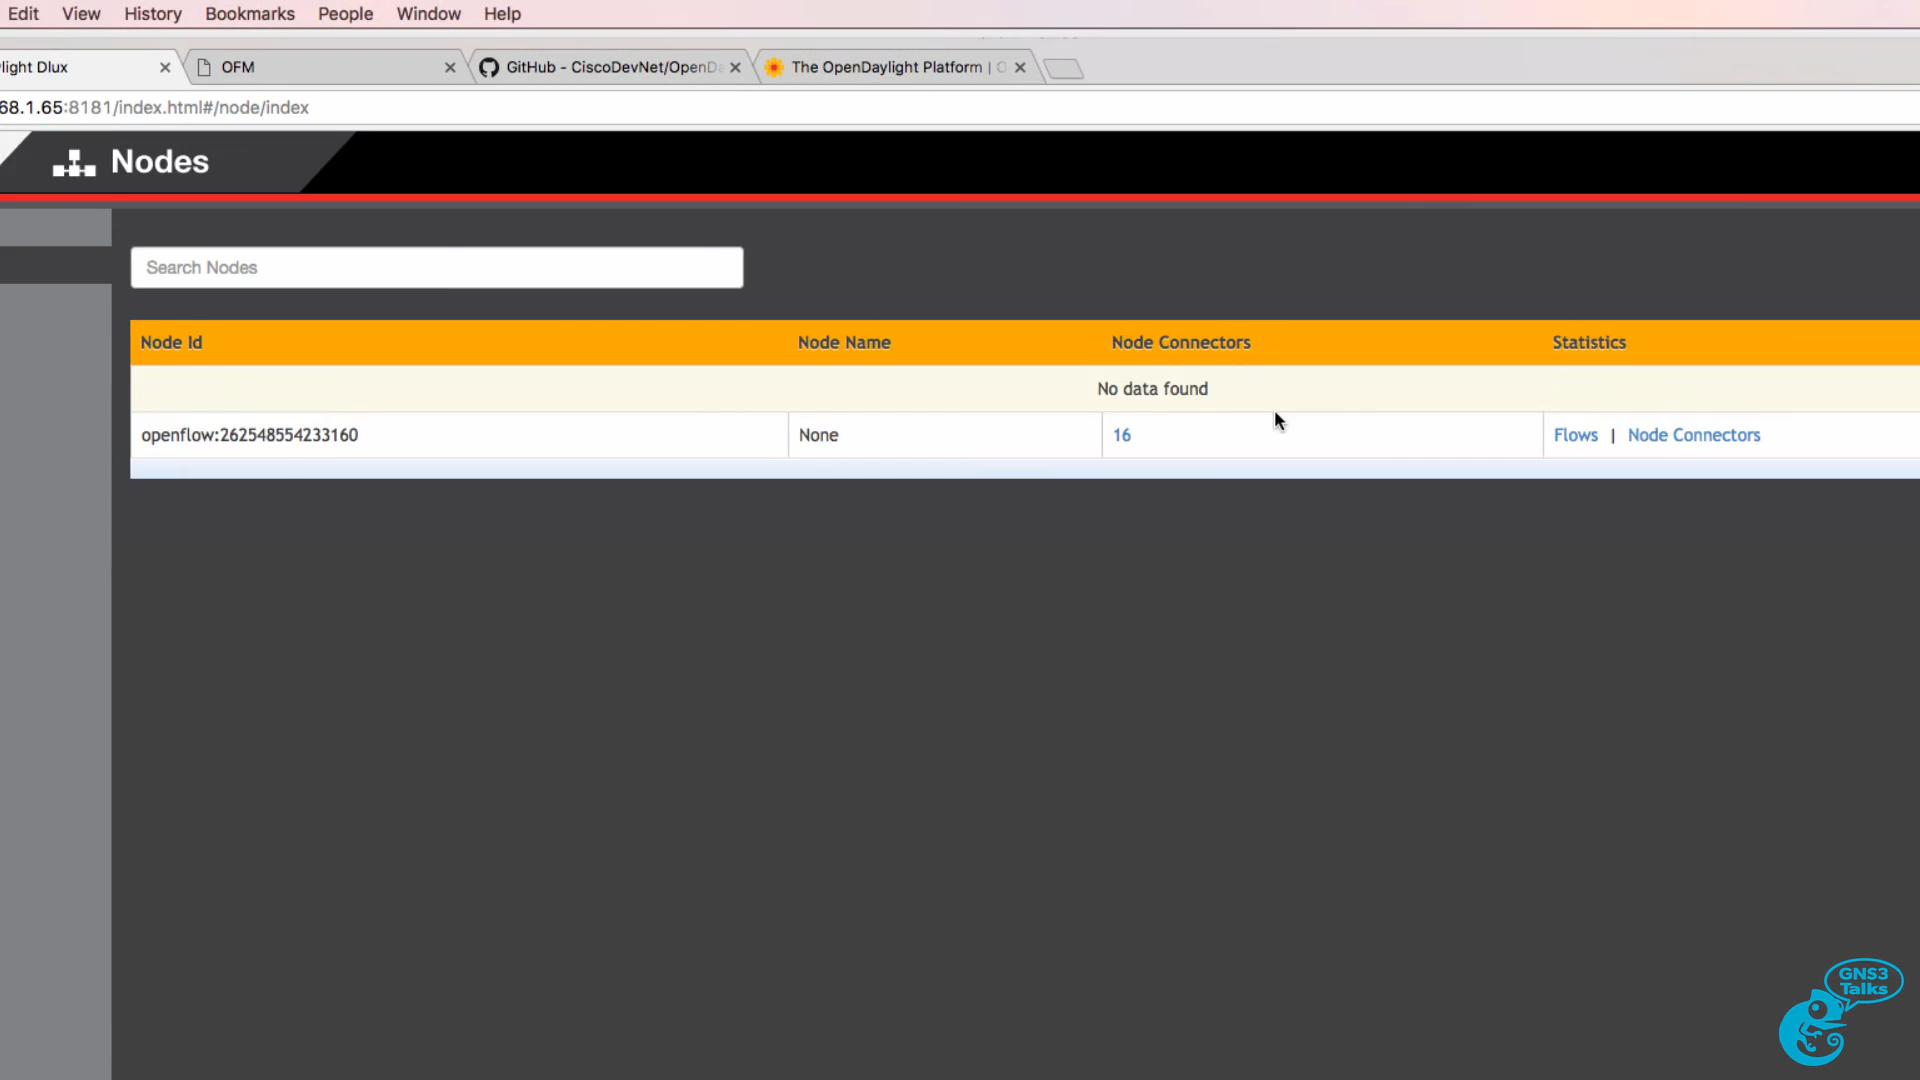 Edit View History Bookmarks People Window Help
light Dlux OFM GitHub - CiscoDevNet/OpenDa The OpenDaylight Platform | O
68.1.65:8181/index.html#/node/index
Nodes
Search Nodes
Node Id Node Name Node Connectors Statistics
No data found
openflow:262548554233160 None 16 Flows | Node Connectors
GNS3
Talks